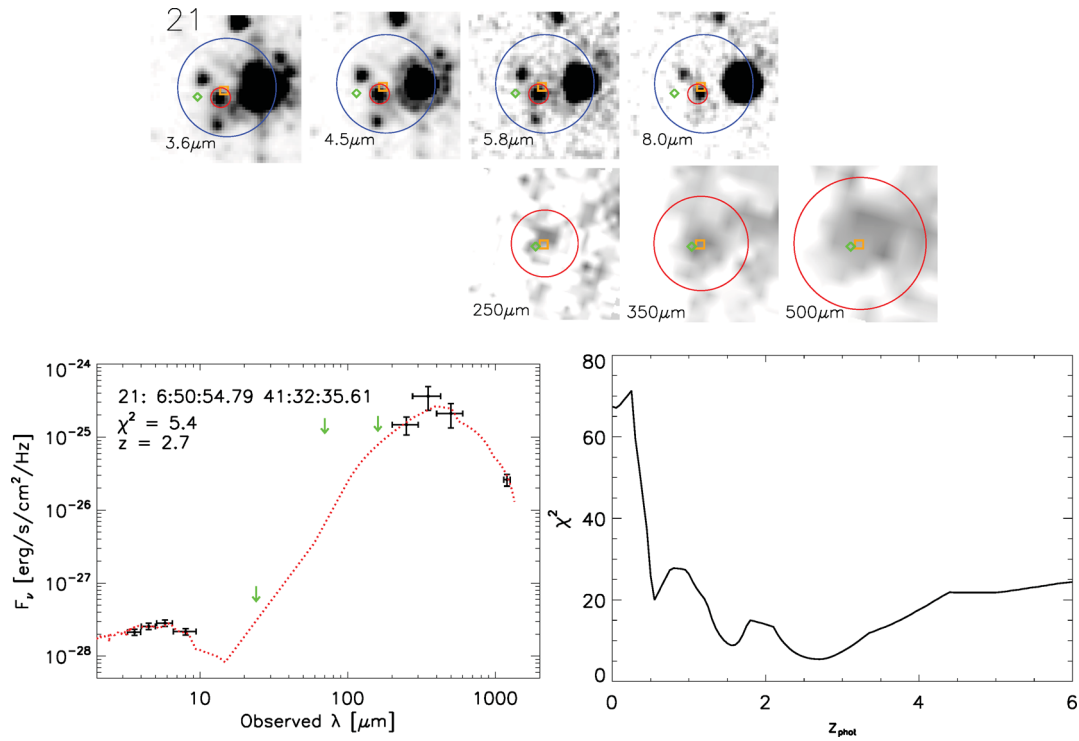 21
3.6μm
4.5μm
5.8μm
8.0μm
250μm
350μm
500μm
10⁻²⁴
10⁻²⁵
10⁻²⁶
10⁻²⁷
10⁻²⁸
Fᵥ [erg/s/cm²/Hz]
21: 6:50:54.79 41:32:35.61
χ² = 5.4
z = 2.7
10 100 1000
Observed λ [μm]
80
60
40
20
0
χ²
0 2 4 6
z_phot